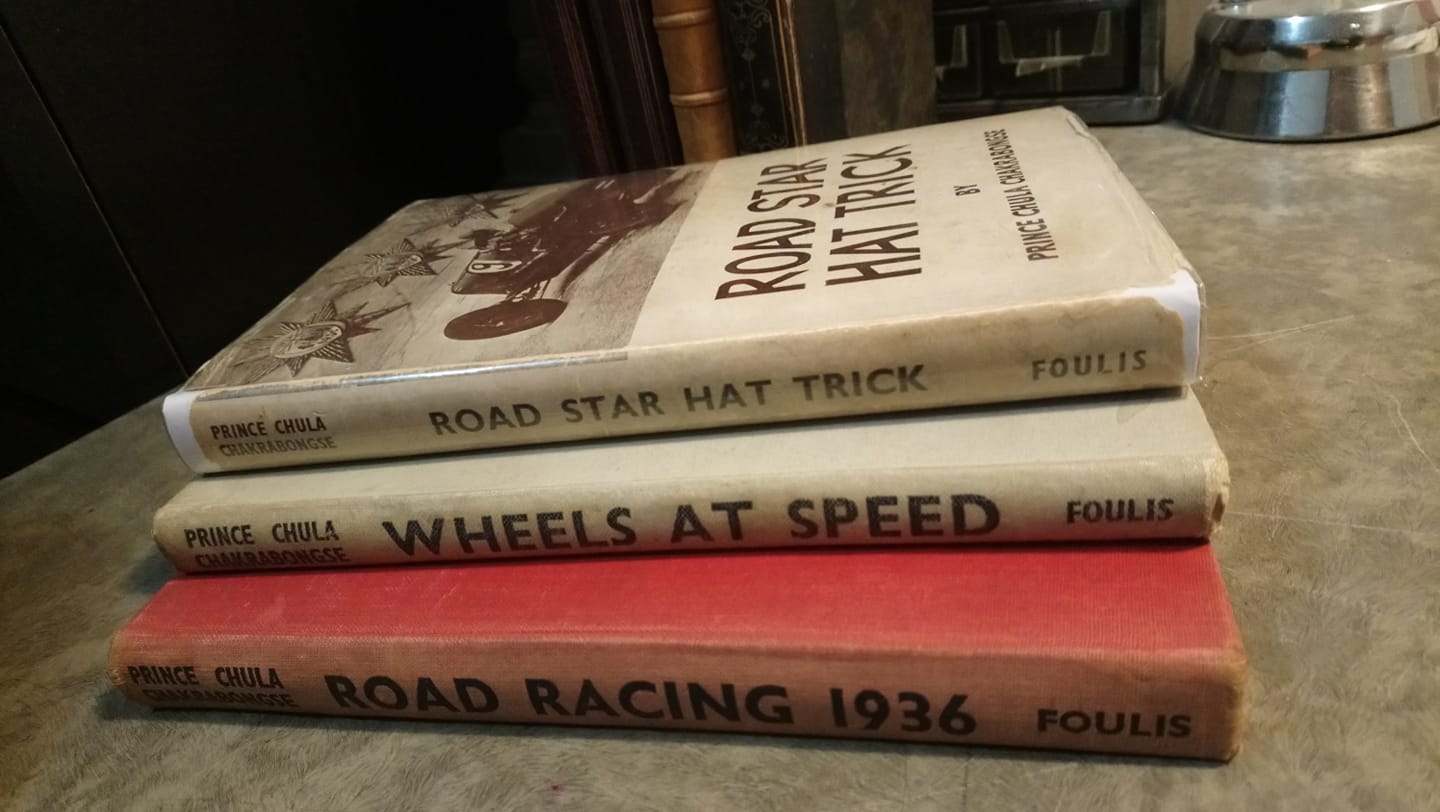 ROAD STAR
HAT TRICK
BY
PRINCE CHULA CHAKRABONGSE
9
PRINCE CHULA
CHAKRABONGSE
ROAD STAR HAT TRICK
FOULIS
PRINCE CHULA
CHAKRABONGSE
WHEELS AT SPEED
FOULIS
PRINCE CHULA
CHAKRABONGSE
ROAD RACING 1936
FOULIS